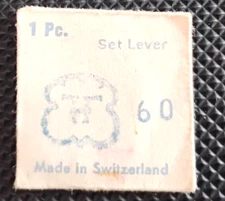 1 Pc.
Set Lever
60
Made in Switzerland